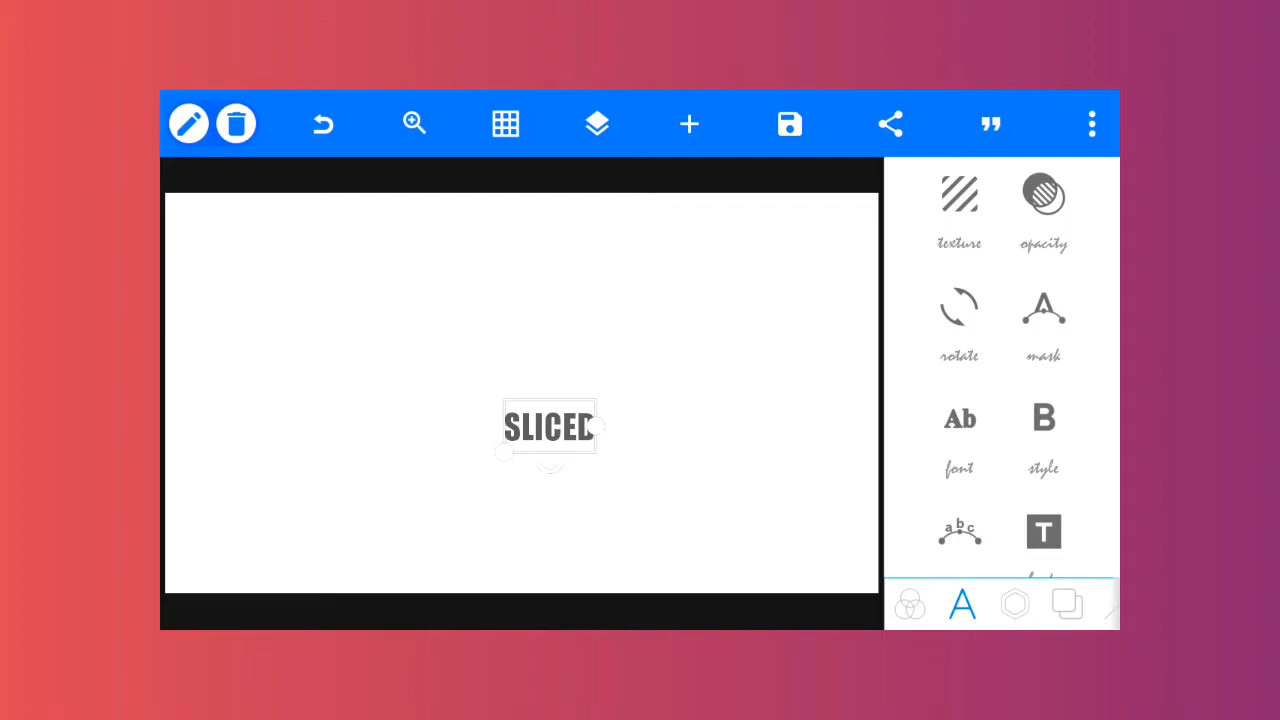 texture
opacity
rotate
mask
SLICED
Ab
B
font
style
abc
T
A